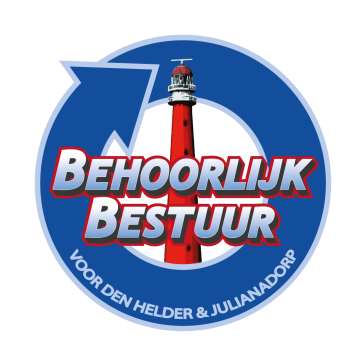 BEHOORLIJK
BESTUUR
VOOR DEN HELDER & JULIANADORP